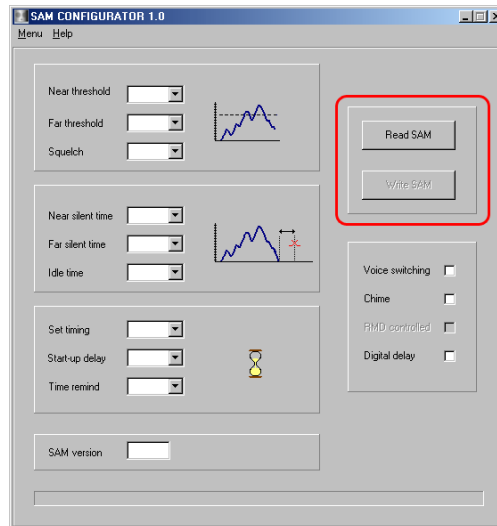 SAM CONFIGURATOR 1.0
Menu Help
Near threshold
Far threshold
Squelch
Read SAM
Write SAM
Near silent time
Far silent time
Idle time
Voice switching
Chime
RMD controlled
Digital delay
Set timing
Start-up delay
Time remind
SAM version